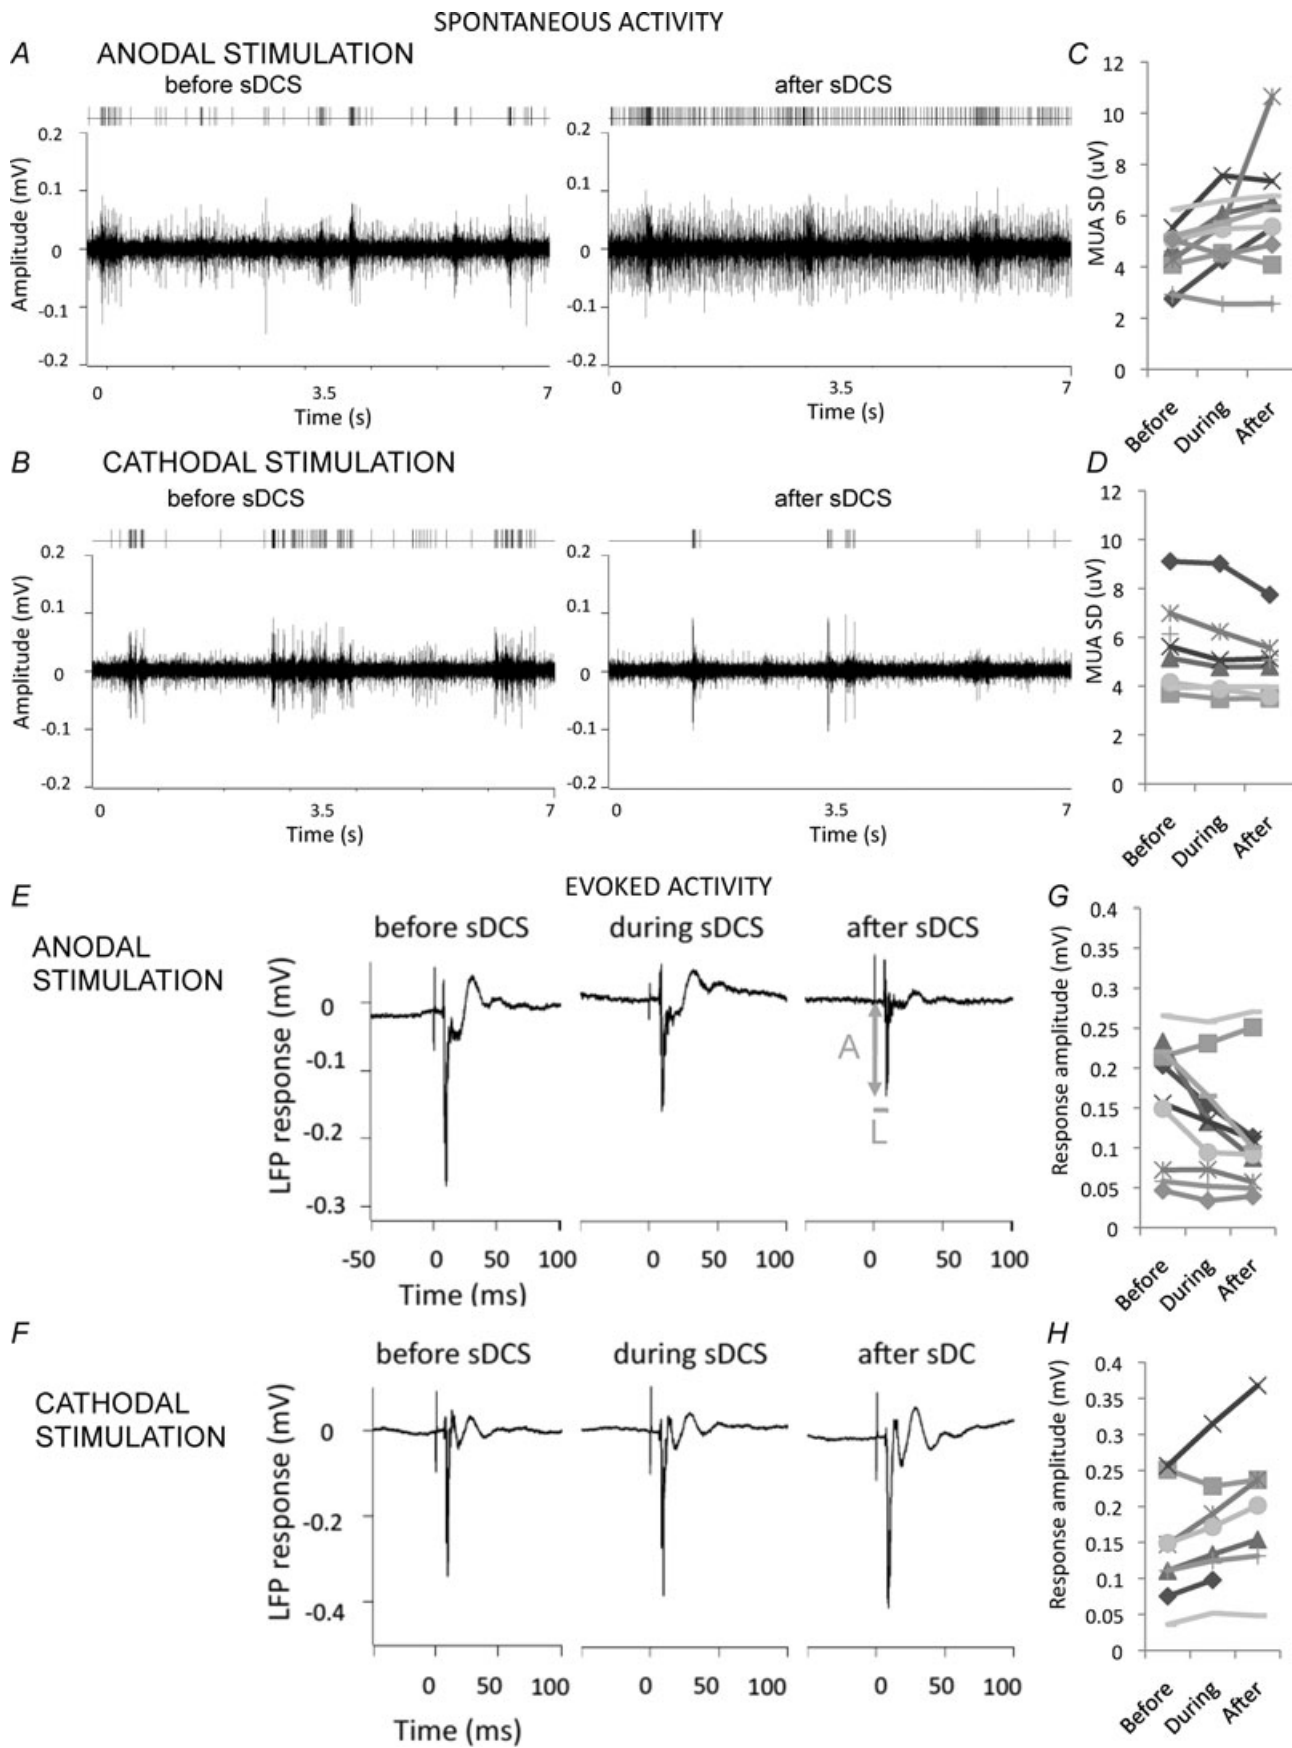 SPONTANEOUS ACTIVITY
A ANODAL STIMULATION
before sDCS
after sDCS
0.2
0.1
0
-0.1
-0.2
Amplitude (mV)
0 3.5 7
Time (s)
0.2
0.1
0
-0.1
-0.2
0 3.5 7
Time (s)
C
12
10
8
6
4
2
0
MUA SD (uV)
Before During After
B CATHODAL STIMULATION
before sDCS
after sDCS
0.2
0.1
0
-0.1
-0.2
Amplitude (mV)
0 3.5 7
Time (s)
0.2
0.1
0
-0.1
-0.2
0 3.5 7
Time (s)
D
12
10
8
6
4
2
0
MUA SD (uV)
Before During After
EVOKED ACTIVITY
E
ANODAL
STIMULATION
before sDCS during sDCS after sDCS
LFP response (mV)
0
-0.1
-0.2
-0.3
A
L
-50 0 50 100 0 50 100 0 50 100
Time (ms)
G
0.4
0.35
0.3
0.25
0.2
0.15
0.1
0.05
0
Response amplitude (mV)
Before During After
F
CATHODAL
STIMULATION
before sDCS during sDCS after sDC
LFP response (mV)
0
-0.2
-0.4
0 50 100 0 50 100 0 50 100
Time (ms)
H
0.4
0.35
0.3
0.25
0.2
0.15
0.1
0.05
0
Response amplitude (mV)
Before During After